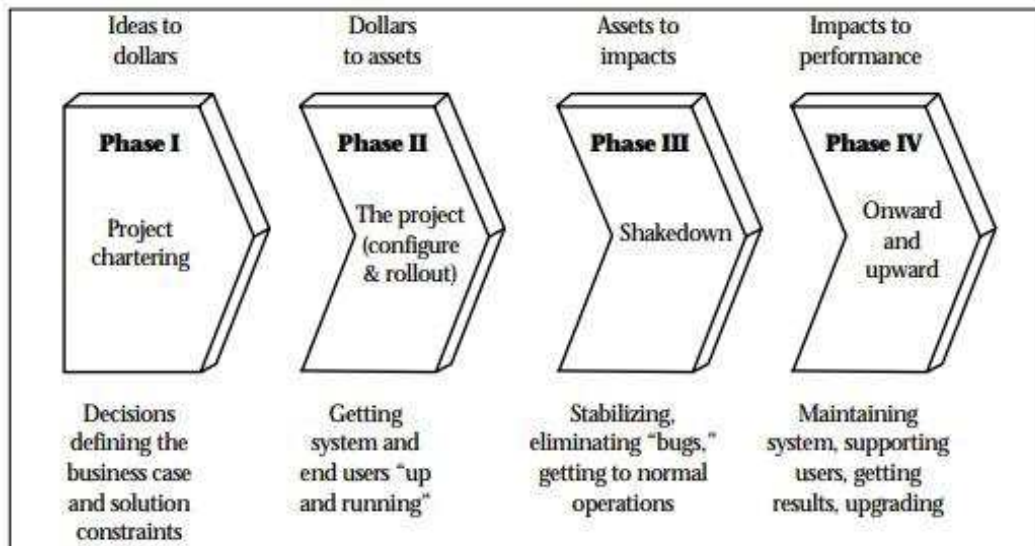 Ideas to
dollars
Dollars
to assets
Assets to
impacts
Impacts to
performance
Phase I
Project
chartering
Phase II
The project
(configure
& rollout)
Phase III
Shakedown
Phase IV
Onward
and
upward
Decisions
defining the
business case
and solution
constraints
Getting
system and
end users “up
and running”
Stabilizing,
eliminating “bugs,”
getting to normal
operations
Maintaining
system, supporting
users, getting
results, upgrading